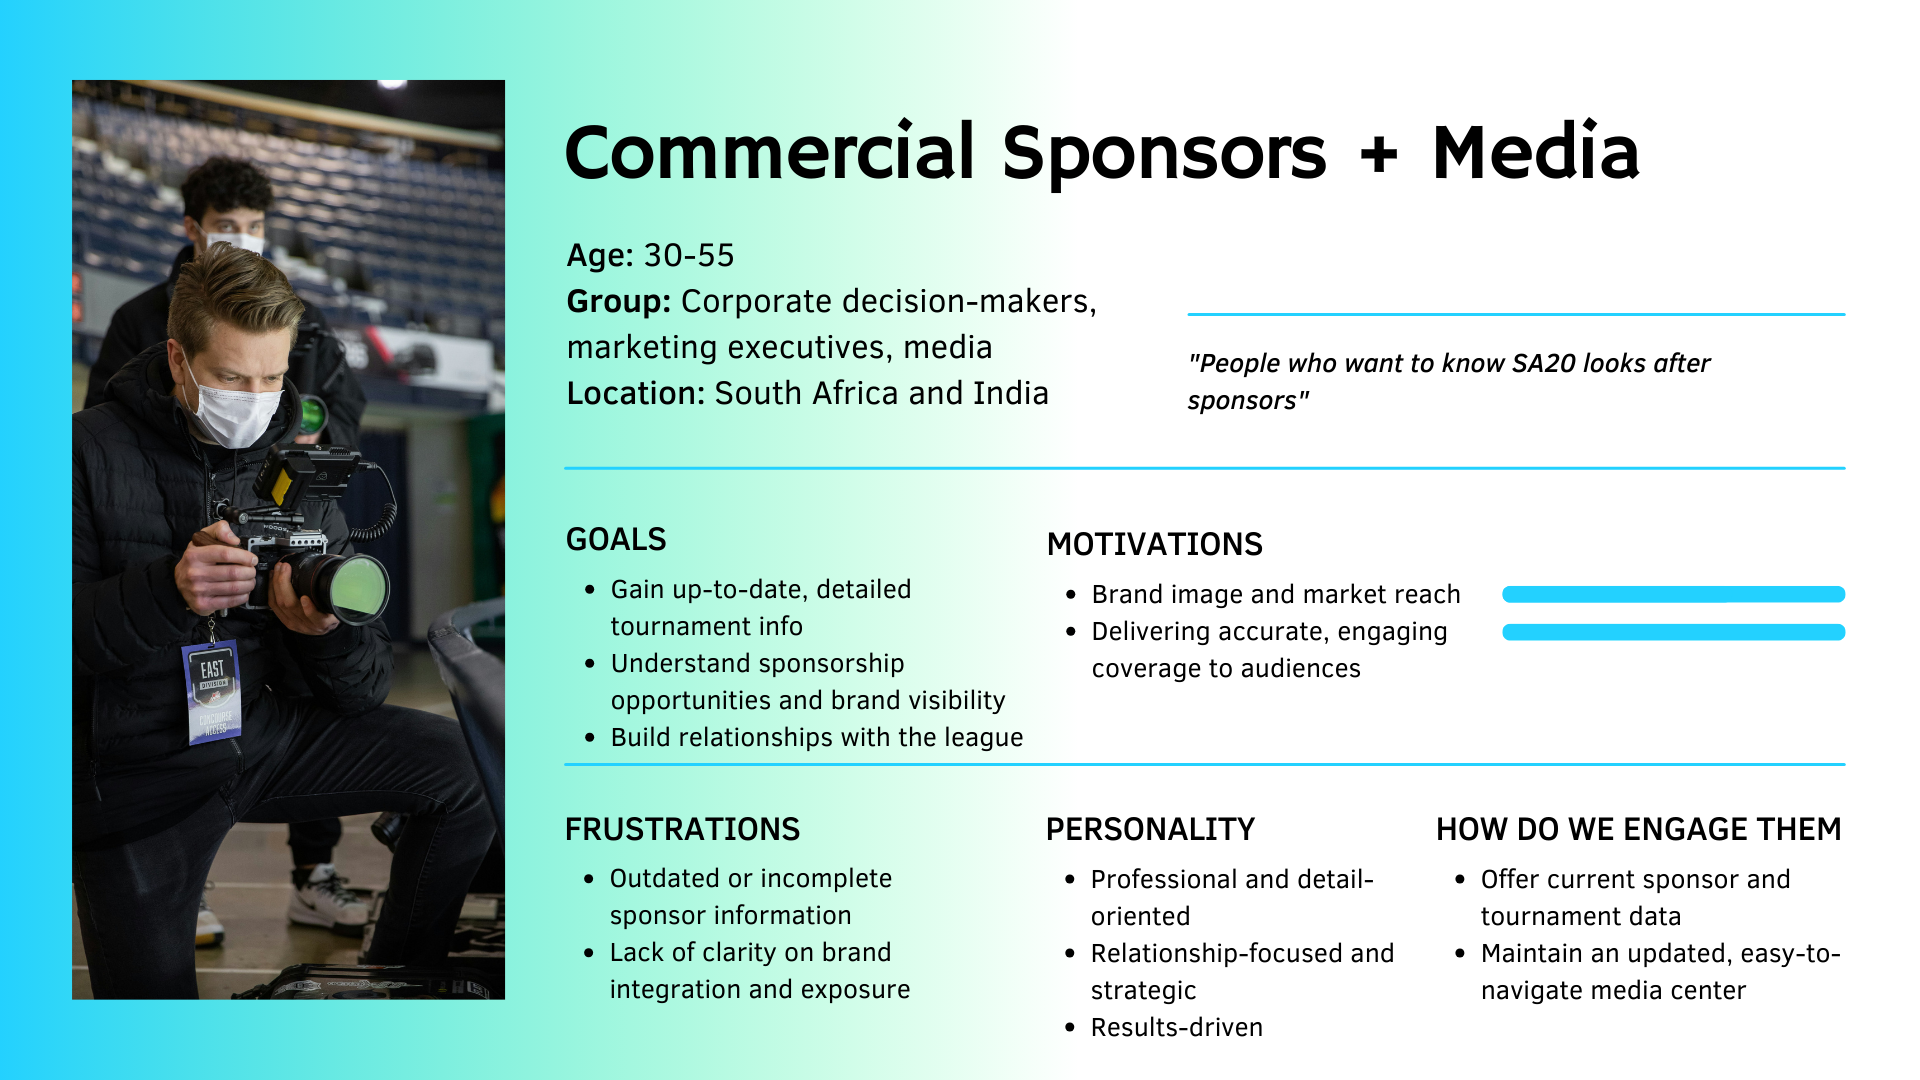 Commercial Sponsors + Media
Age: 30-55
Group: Corporate decision-makers,
marketing executives, media
Location: South Africa and India
"People who want to know SA20 looks after
sponsors"
GOALS
• Gain up-to-date, detailed
tournament info
• Understand sponsorship
opportunities and brand visibility
• Build relationships with the league
MOTIVATIONS
• Brand image and market reach
• Delivering accurate, engaging
coverage to audiences
FRUSTRATIONS
• Outdated or incomplete
sponsor information
• Lack of clarity on brand
integration and exposure
PERSONALITY
• Professional and detail-
oriented
• Relationship-focused and
strategic
• Results-driven
HOW DO WE ENGAGE THEM
• Offer current sponsor and
tournament data
• Maintain an updated, easy-to-
navigate media center
EAST
DIVISION
CONCOURSE
ACCESS